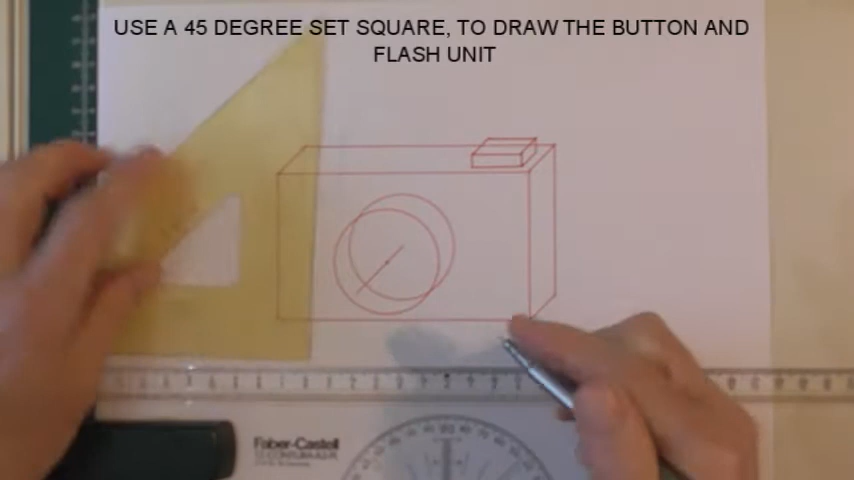 USE A 45 DEGREE SET SQUARE, TO DRAW THE BUTTON AND
FLASH UNIT
Faber-Castell